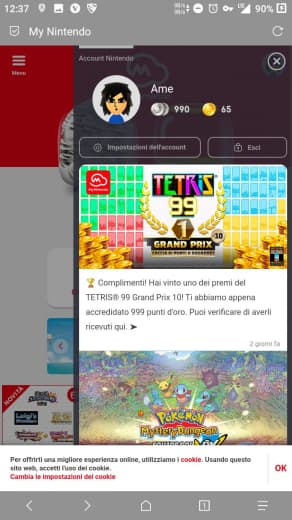 12:37
90%
My Nintendo
Menu
Account Nintendo
Ame
990
65
Impostazioni dell'account
Esci
My Nintendo
TETRIS
99
1
GRAND PRIX
10
🏆 Complimenti! Hai vinto uno dei premi del
TETRIS® 99 Grand Prix 10! Ti abbiamo appena
accreditato 999 punti d'oro. Puoi verificare di averli
ricevuti qui. ➤
2 giorni fa
NOVITÀ
Luigi's
POKÉMON
Mystery Dungeon
Per offrirti una migliore esperienza online, utilizziamo i cookie. Usando questo
sito web, accetti l'uso dei cookie.
Cambia le impostazioni dei cookie
OK
1